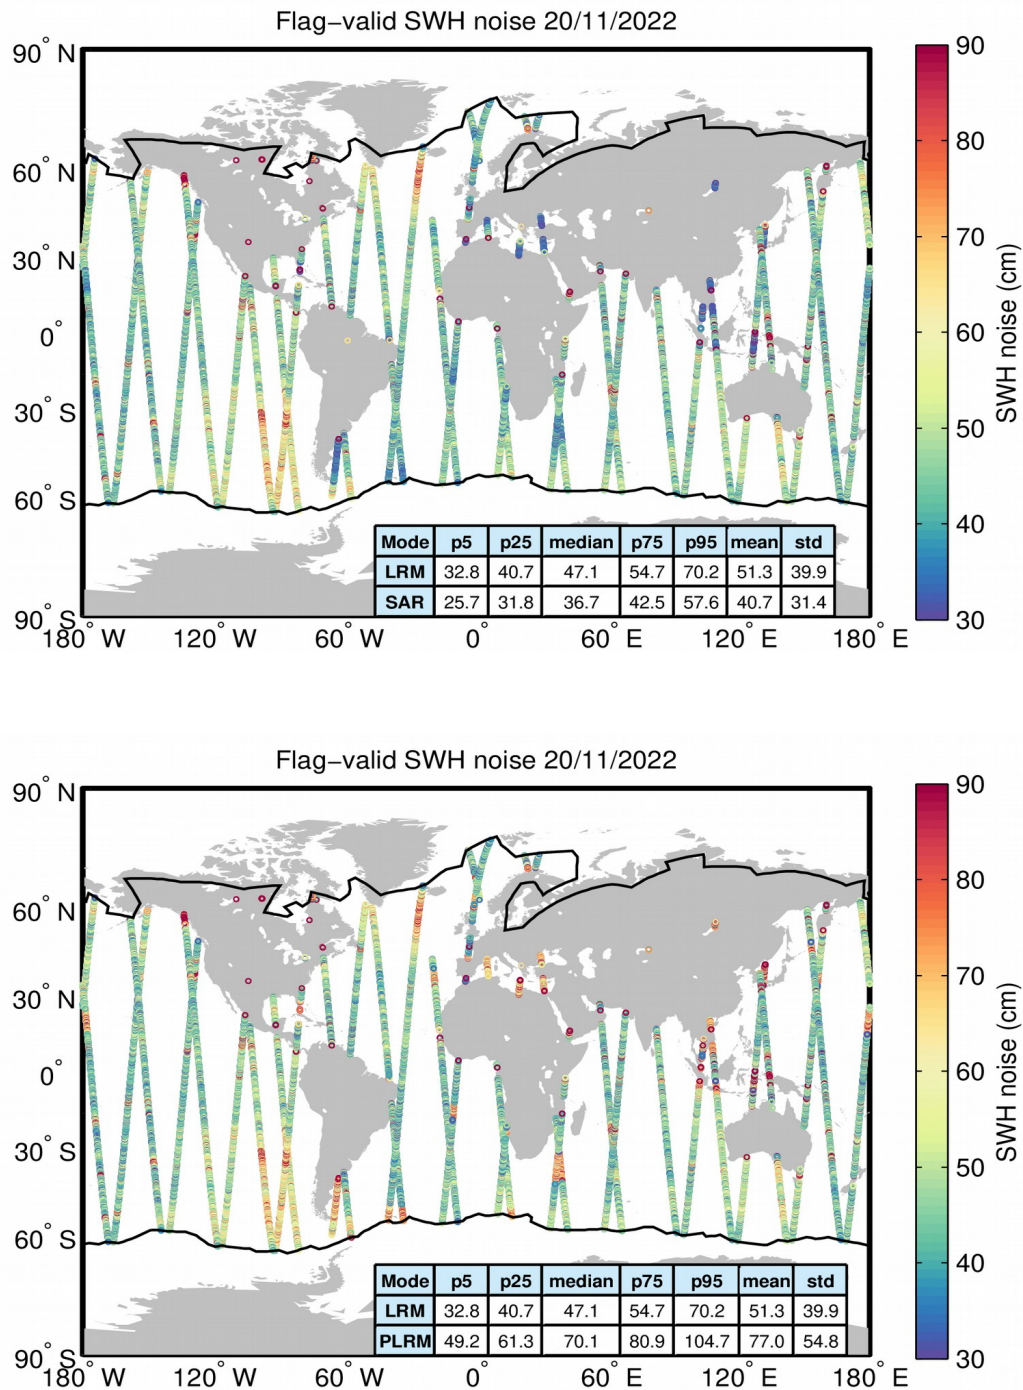 Flag−valid SWH noise 20/11/2022
90° N
60° N
30° N
0°
30° S
60° S
90° S
180° W 120° W 60° W 0° 60° E 120° E 180° E
90
80
70
60
50
40
30
SWH noise (cm)
Mode p5 p25 median p75 p95 mean std
LRM 32.8 40.7 47.1 54.7 70.2 51.3 39.9
SAR 25.7 31.8 36.7 42.5 57.6 40.7 31.4
Flag−valid SWH noise 20/11/2022
90° N
60° N
30° N
0°
30° S
60° S
90° S
180° W 120° W 60° W 0° 60° E 120° E 180° E
90
80
70
60
50
40
30
SWH noise (cm)
Mode p5 p25 median p75 p95 mean std
LRM 32.8 40.7 47.1 54.7 70.2 51.3 39.9
PLRM 49.2 61.3 70.1 80.9 104.7 77.0 54.8